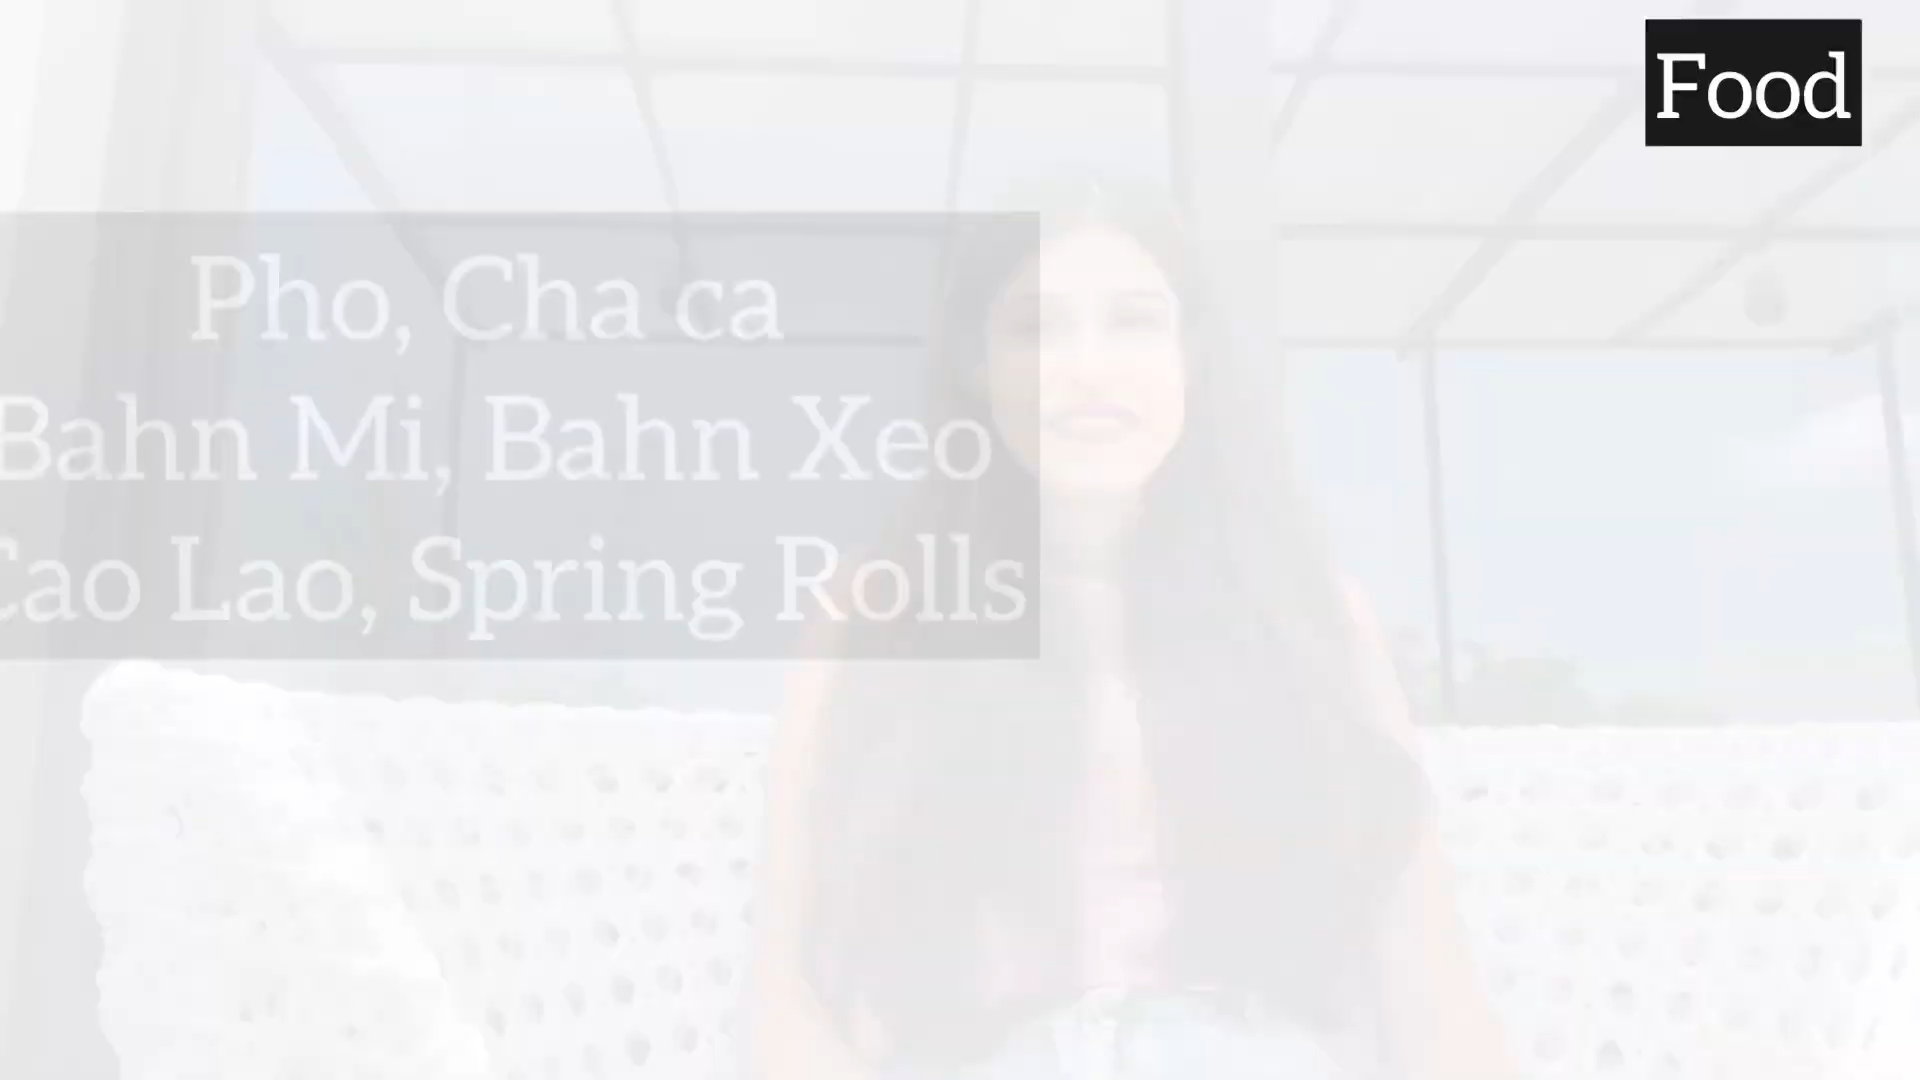 Food
Pho, Cha ca
Bahn Mi, Bahn Xeo
Cao Lao, Spring Rolls